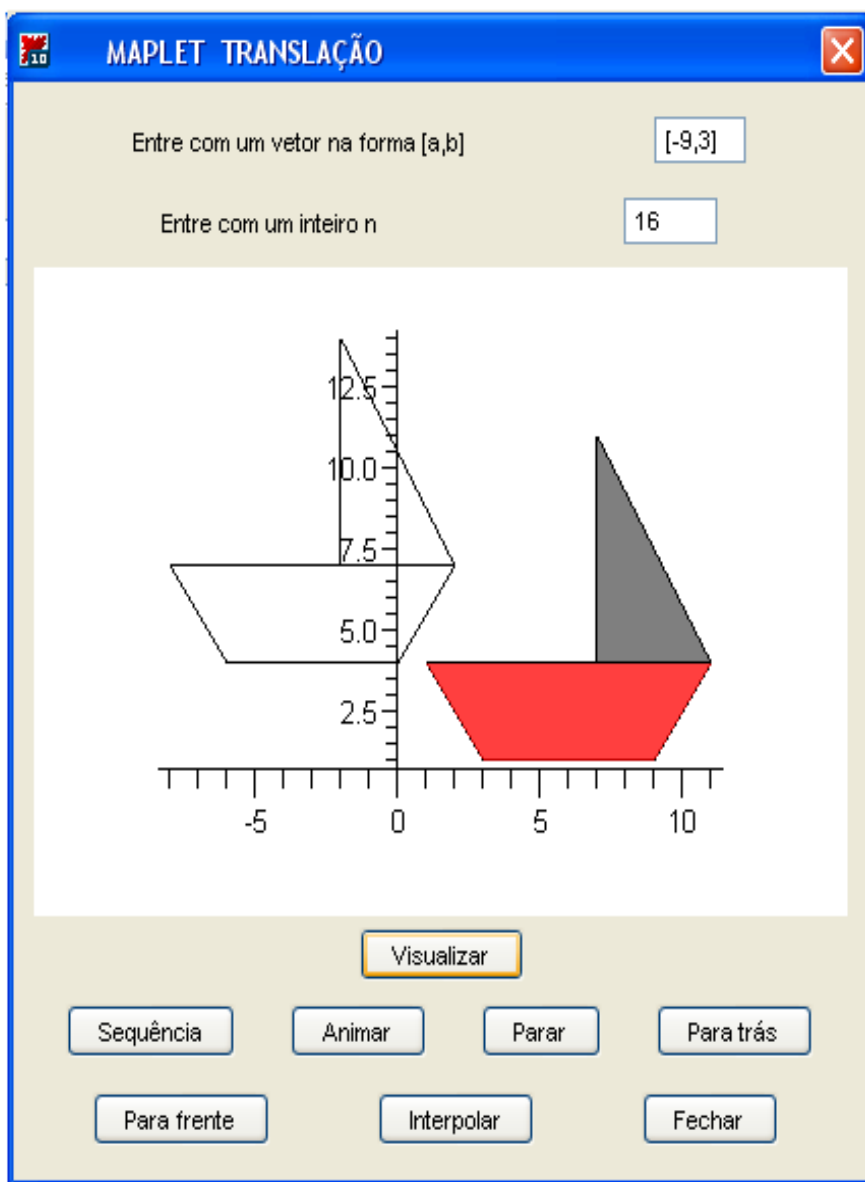 10 MAPLET TRANSLAÇÃO
Entre com um vetor na forma [a,b] [-9,3]
Entre com um inteiro n 16
12.5
10.0
7.5
5.0
2.5
-5 0 5 10
Visualizar
Sequência Animar Parar Para trás
Para frente Interpolar Fechar